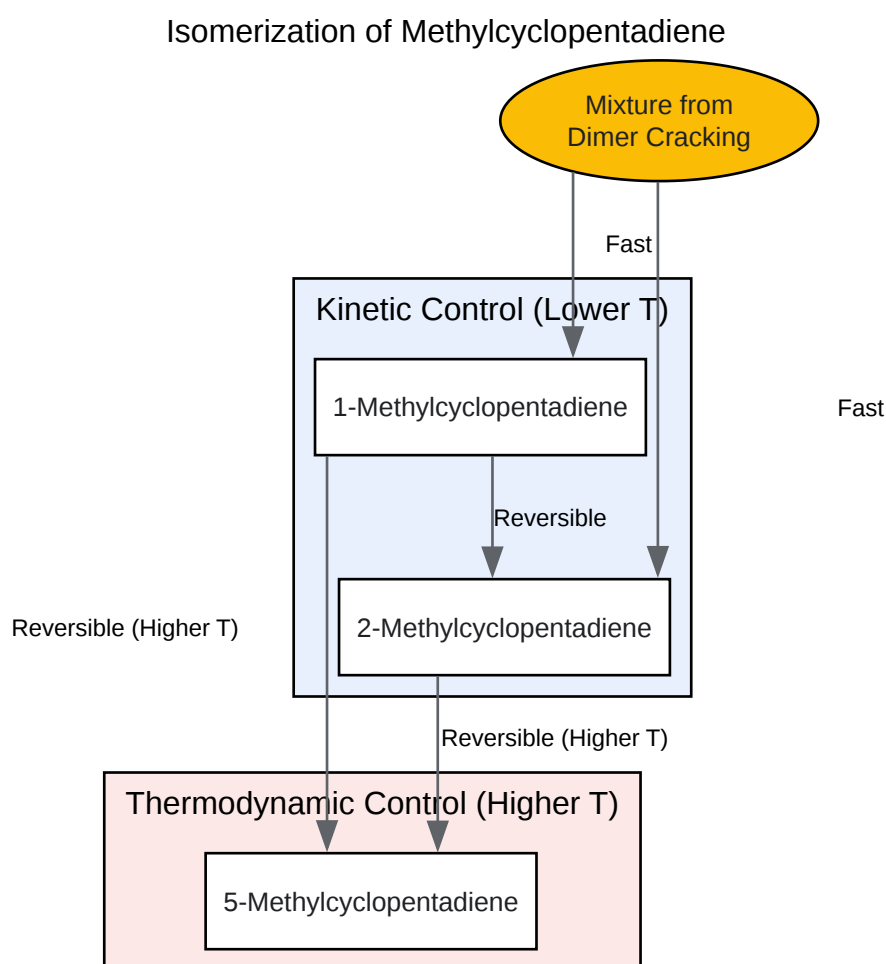 Isomerization of Methylcyclopentadiene
Mixture from
Dimer Cracking
Fast
Kinetic Control (Lower T)
1-Methylcyclopentadiene
Fast
Reversible
2-Methylcyclopentadiene
Reversible (Higher T)
Reversible (Higher T)
Thermodynamic Control (Higher T)
5-Methylcyclopentadiene